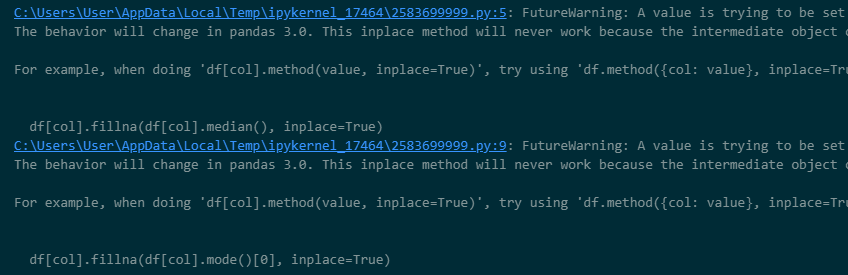 C:\Users\User\AppData\Local\Temp\ipykernel_17464\2583699999.py:5: FutureWarning: A value is trying to be set
The behavior will change in pandas 3.0. This inplace method will never work because the intermediate object
For example, when doing 'df[col].method(value, inplace=True)', try using 'df.method({col: value}, inplace=Tru
df[col].fillna(df[col].median(), inplace=True)
C:\Users\User\AppData\Local\Temp\ipykernel_17464\2583699999.py:9: FutureWarning: A value is trying to be set
The behavior will change in pandas 3.0. This inplace method will never work because the intermediate object
For example, when doing 'df[col].method(value, inplace=True)', try using 'df.method({col: value}, inplace=Tru
df[col].fillna(df[col].mode()[0], inplace=True)